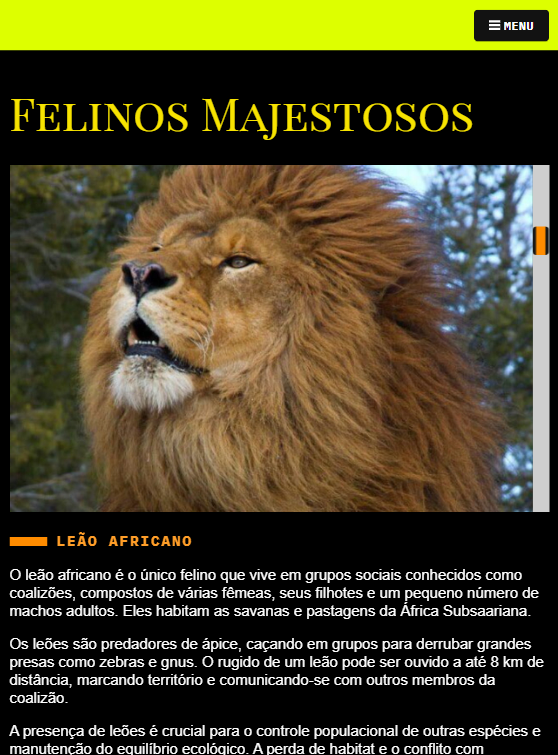 MENU
Felinos Majestosos
LEÃO AFRICANO
O leão africano é o único felino que vive em grupos sociais conhecidos como
coalizões, compostos de várias fêmeas, seus filhotes e um pequeno número de
machos adultos. Eles habitam as savanas e pastagens da África Subsaariana.
Os leões são predadores de ápice, caçando em grupos para derrubar grandes
presas como zebras e gnus. O rugido de um leão pode ser ouvido a até 8 km de
distância, marcando território e comunicando-se com outros membros da
coalizão.
A presença de leões é crucial para o controle populacional de outras espécies e
manutenção do equilíbrio ecológico. A perda de habitat e o conflito com